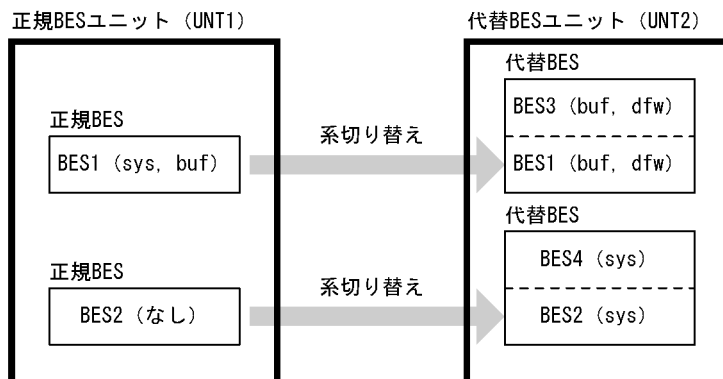 正規BESユニット（UNT1）
代替BESユニット（UNT2）
代替BES
BES3（buf, dfw）
正規BES
系切り替え
BES1（sys, buf）
BES1（buf, dfw）
代替BES
BES4（sys）
正規BES
系切り替え
BES2（なし）
BES2（sys）